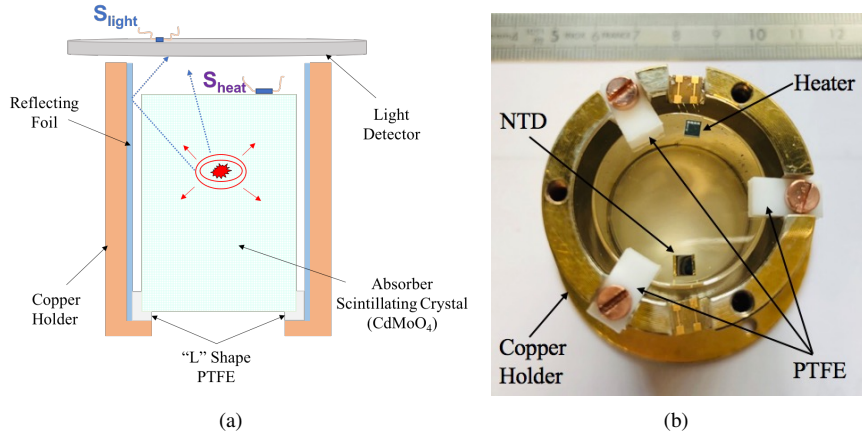 S_light
S_heat
Reflecting
Foil
Light
Detector
Copper
Holder
Absorber
Scintillating Crystal
(CdMoO₄)
“L” Shape
PTFE
(a)
5 6 FRANCE 7 8 9 10 11 12
Heater
NTD
Copper
Holder
PTFE
(b)